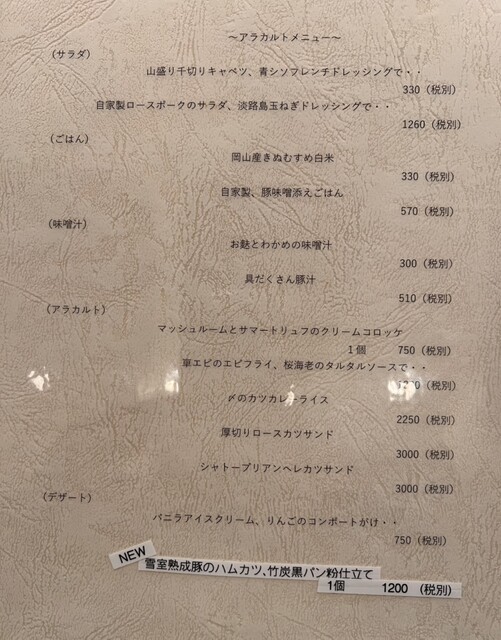 ～アラカルトメニュー～
（サラダ）
山盛り千切りキャベツ、青シソフレンチドレッシングで・・
330（税別）
自家製ロースポークのサラダ、淡路島玉ねぎドレッシングで・・
1260（税別）
（ごはん）
岡山産きぬむすめ白米
330（税別）
自家製、豚味噌添えごはん
570（税別）
（味噌汁）
お麩とわかめの味噌汁
300（税別）
具だくさん豚汁
510（税別）
（アラカルト）
マッシュルームとサマートリュフのクリームコロッケ
1個 750（税別）
車エビのエビフライ、桜海老のタルタルソースで・・
（税別）
〆のカツカレーライス
2250（税別）
厚切りロースカツサンド
3000（税別）
シャトーブリアンヘレカツサンド
3000（税別）
（デザート）
バニラアイスクリーム、りんごのコンポートがけ・・
750（税別）
NEW
雪室熟成豚のハムカツ、竹炭黒パン粉仕立て
1個 1200 (税別)